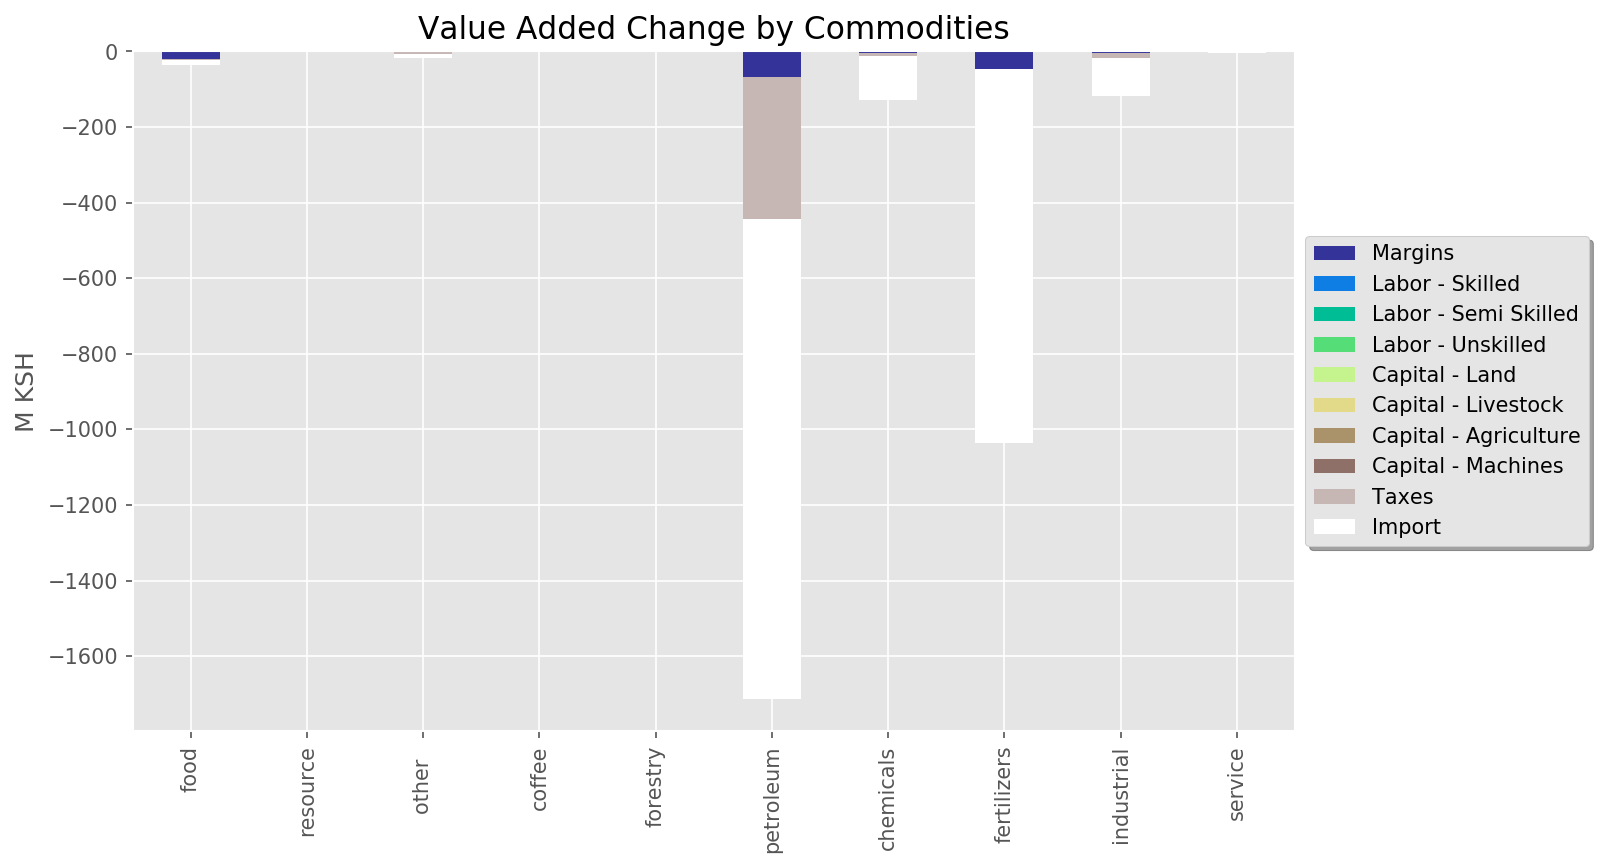 Value Added Change by Commodities
0
−200
−400
−600
−800
−1000
−1200
−1400
−1600
M KSH
food
resource
other
coffee
forestry
petroleum
chemicals
fertilizers
industrial
service
Margins
Labor - Skilled
Labor - Semi Skilled
Labor - Unskilled
Capital - Land
Capital - Livestock
Capital - Agriculture
Capital - Machines
Taxes
Import